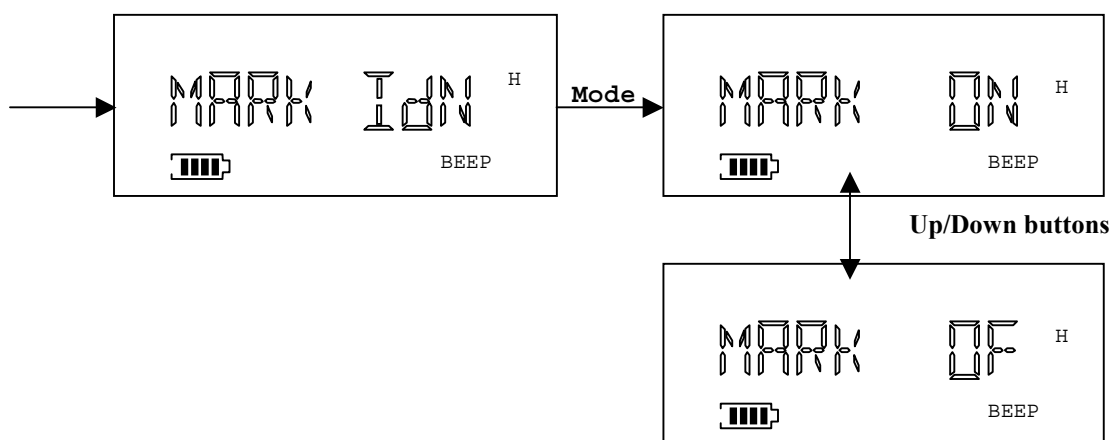 MARK IdN H
BEEP
Mode
MARK ON H
BEEP
Up/Down buttons
MARK OF H
BEEP